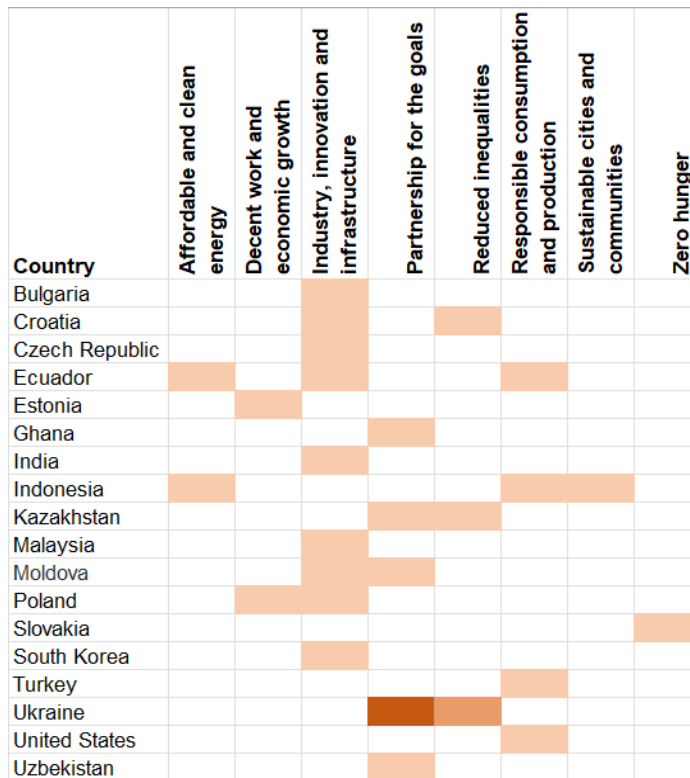 Country
Affordable and clean
energy
Decent work and
economic growth
Industry, innovation and
infrastructure
Partnership for the goals
Reduced inequalities
Responsible consumption
and production
Sustainable cities and
communities
Zero hunger
Bulgaria
Croatia
Czech Republic
Ecuador
Estonia
Ghana
India
Indonesia
Kazakhstan
Malaysia
Moldova
Poland
Slovakia
South Korea
Turkey
Ukraine
United States
Uzbekistan